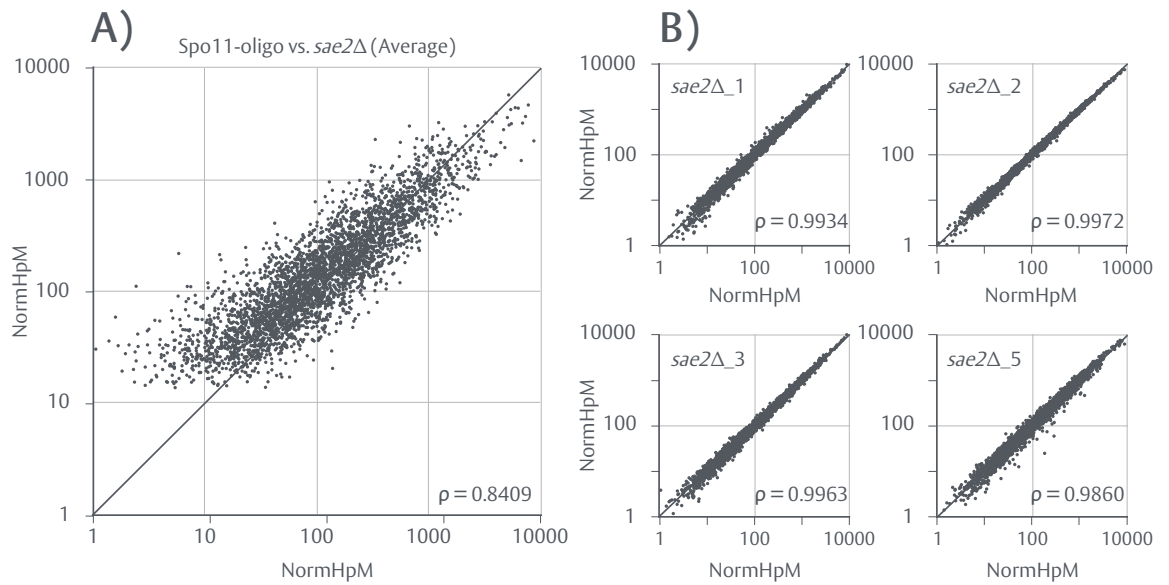 A)
Spo11-oligo vs. sae2Δ (Average)
10000
1000
100
10
1
NormHpM
ρ = 0.8409
1
10
100
1000
10000
NormHpM
B)
10000
100
1
NormHpM
sae2Δ_1
ρ = 0.9934
1
100
10000
NormHpM
10000
100
1
sae2Δ_2
ρ = 0.9972
1
100
10000
NormHpM
10000
100
1
NormHpM
sae2Δ_3
ρ = 0.9963
1
100
10000
NormHpM
10000
100
1
sae2Δ_5
ρ = 0.9860
1
100
10000
NormHpM